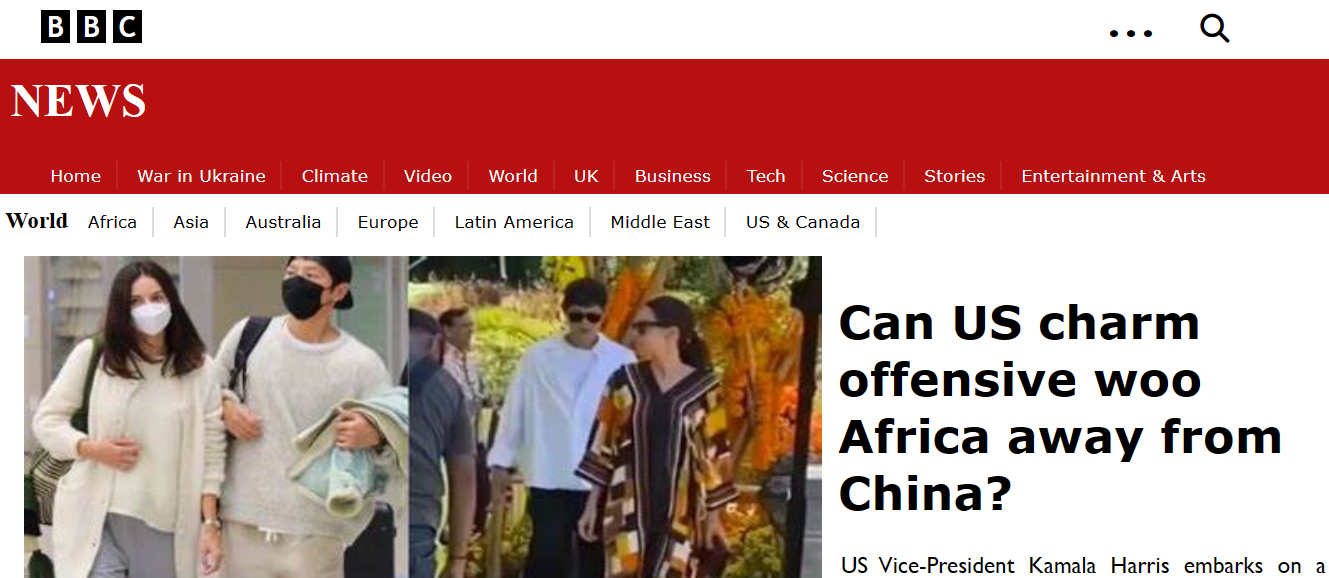 BBC
NEWS
Home War in Ukraine Climate Video World UK Business Tech Science Stories Entertainment & Arts
World Africa Asia Australia Europe Latin America Middle East US & Canada
Can US charm
offensive woo
Africa away from
China?
US Vice-President Kamala Harris embarks on a